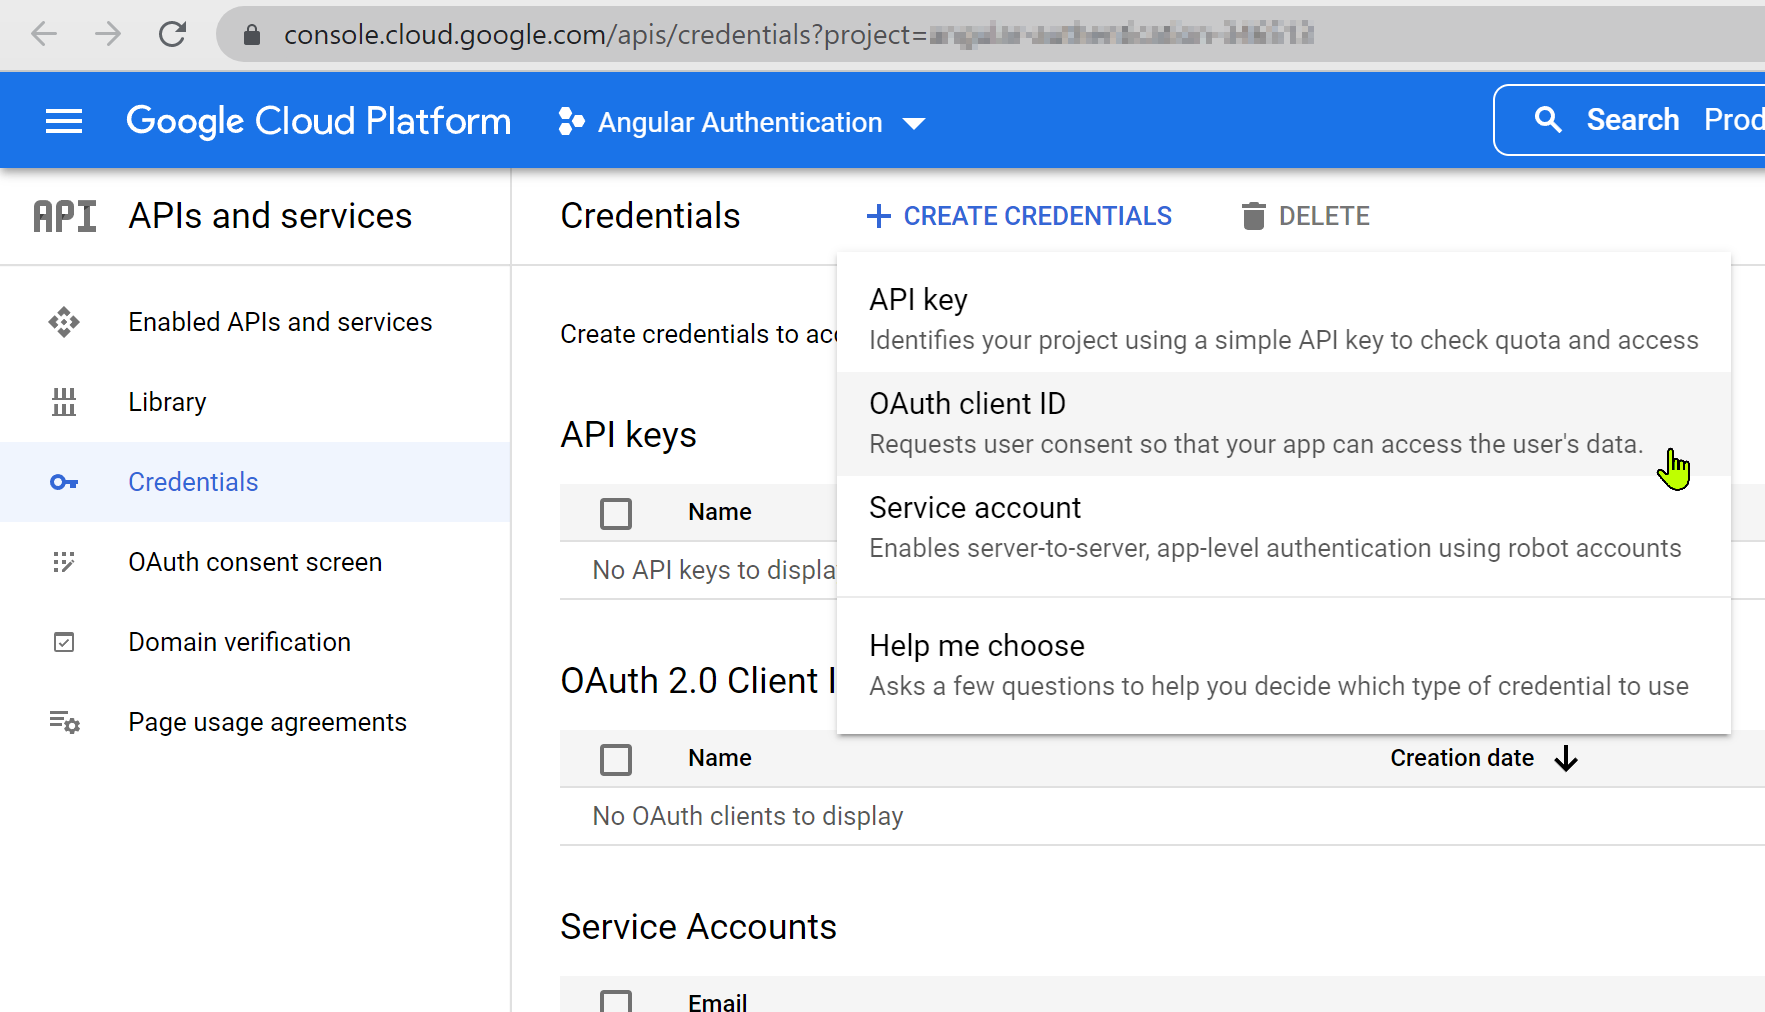 console.cloud.google.com/apis/credentials?project=
Google Cloud Platform
Angular Authentication
Search Prod
API APIs and services
Credentials
+ CREATE CREDENTIALS
DELETE
Enabled APIs and services
Library
Credentials
OAuth consent screen
Domain verification
Page usage agreements
Create credentials to acc
API key
Identifies your project using a simple API key to check quota and access
OAuth client ID
Requests user consent so that your app can access the user's data.
Service account
Enables server-to-server, app-level authentication using robot accounts
Help me choose
Asks a few questions to help you decide which type of credential to use
API keys
Name
No API keys to displa
OAuth 2.0 Client I
Name
Creation date
No OAuth clients to display
Service Accounts
Email